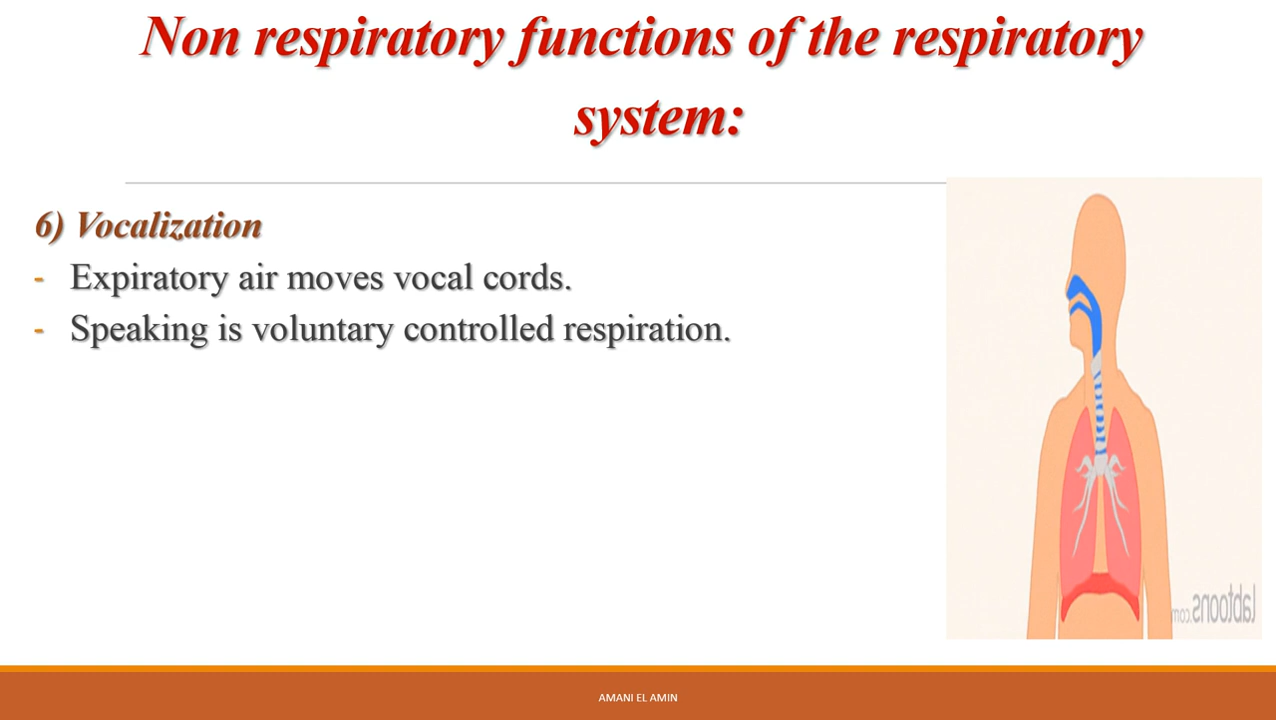 Non respiratory functions of the respiratory
system:
6) Vocalization
- Expiratory air moves vocal cords.
- Speaking is voluntary controlled respiration.
labtoons.com
AMANI EL AMIN